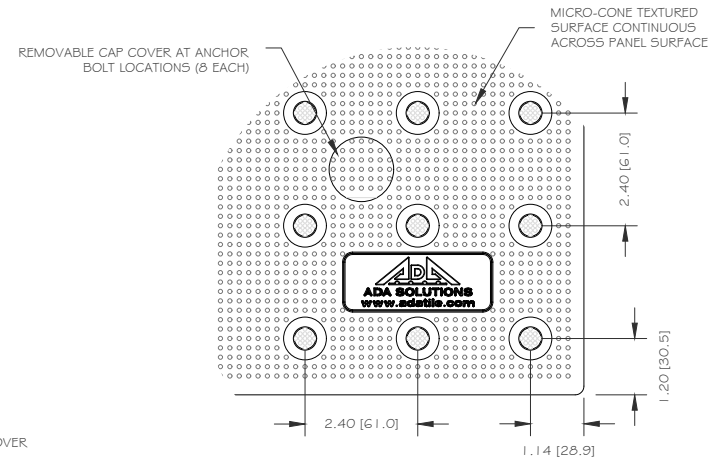 MICRO-CONE TEXTURED
SURFACE CONTINUOUS
ACROSS PANEL SURFACE
REMOVABLE CAP COVER AT ANCHOR
BOLT LOCATIONS (8 EACH)
2.40 [61.0]
ADA
ADA SOLUTIONS
www.adatile.com
1.20 [30.5]
2.40 [61.0]
1.14 [28.9]
OVER